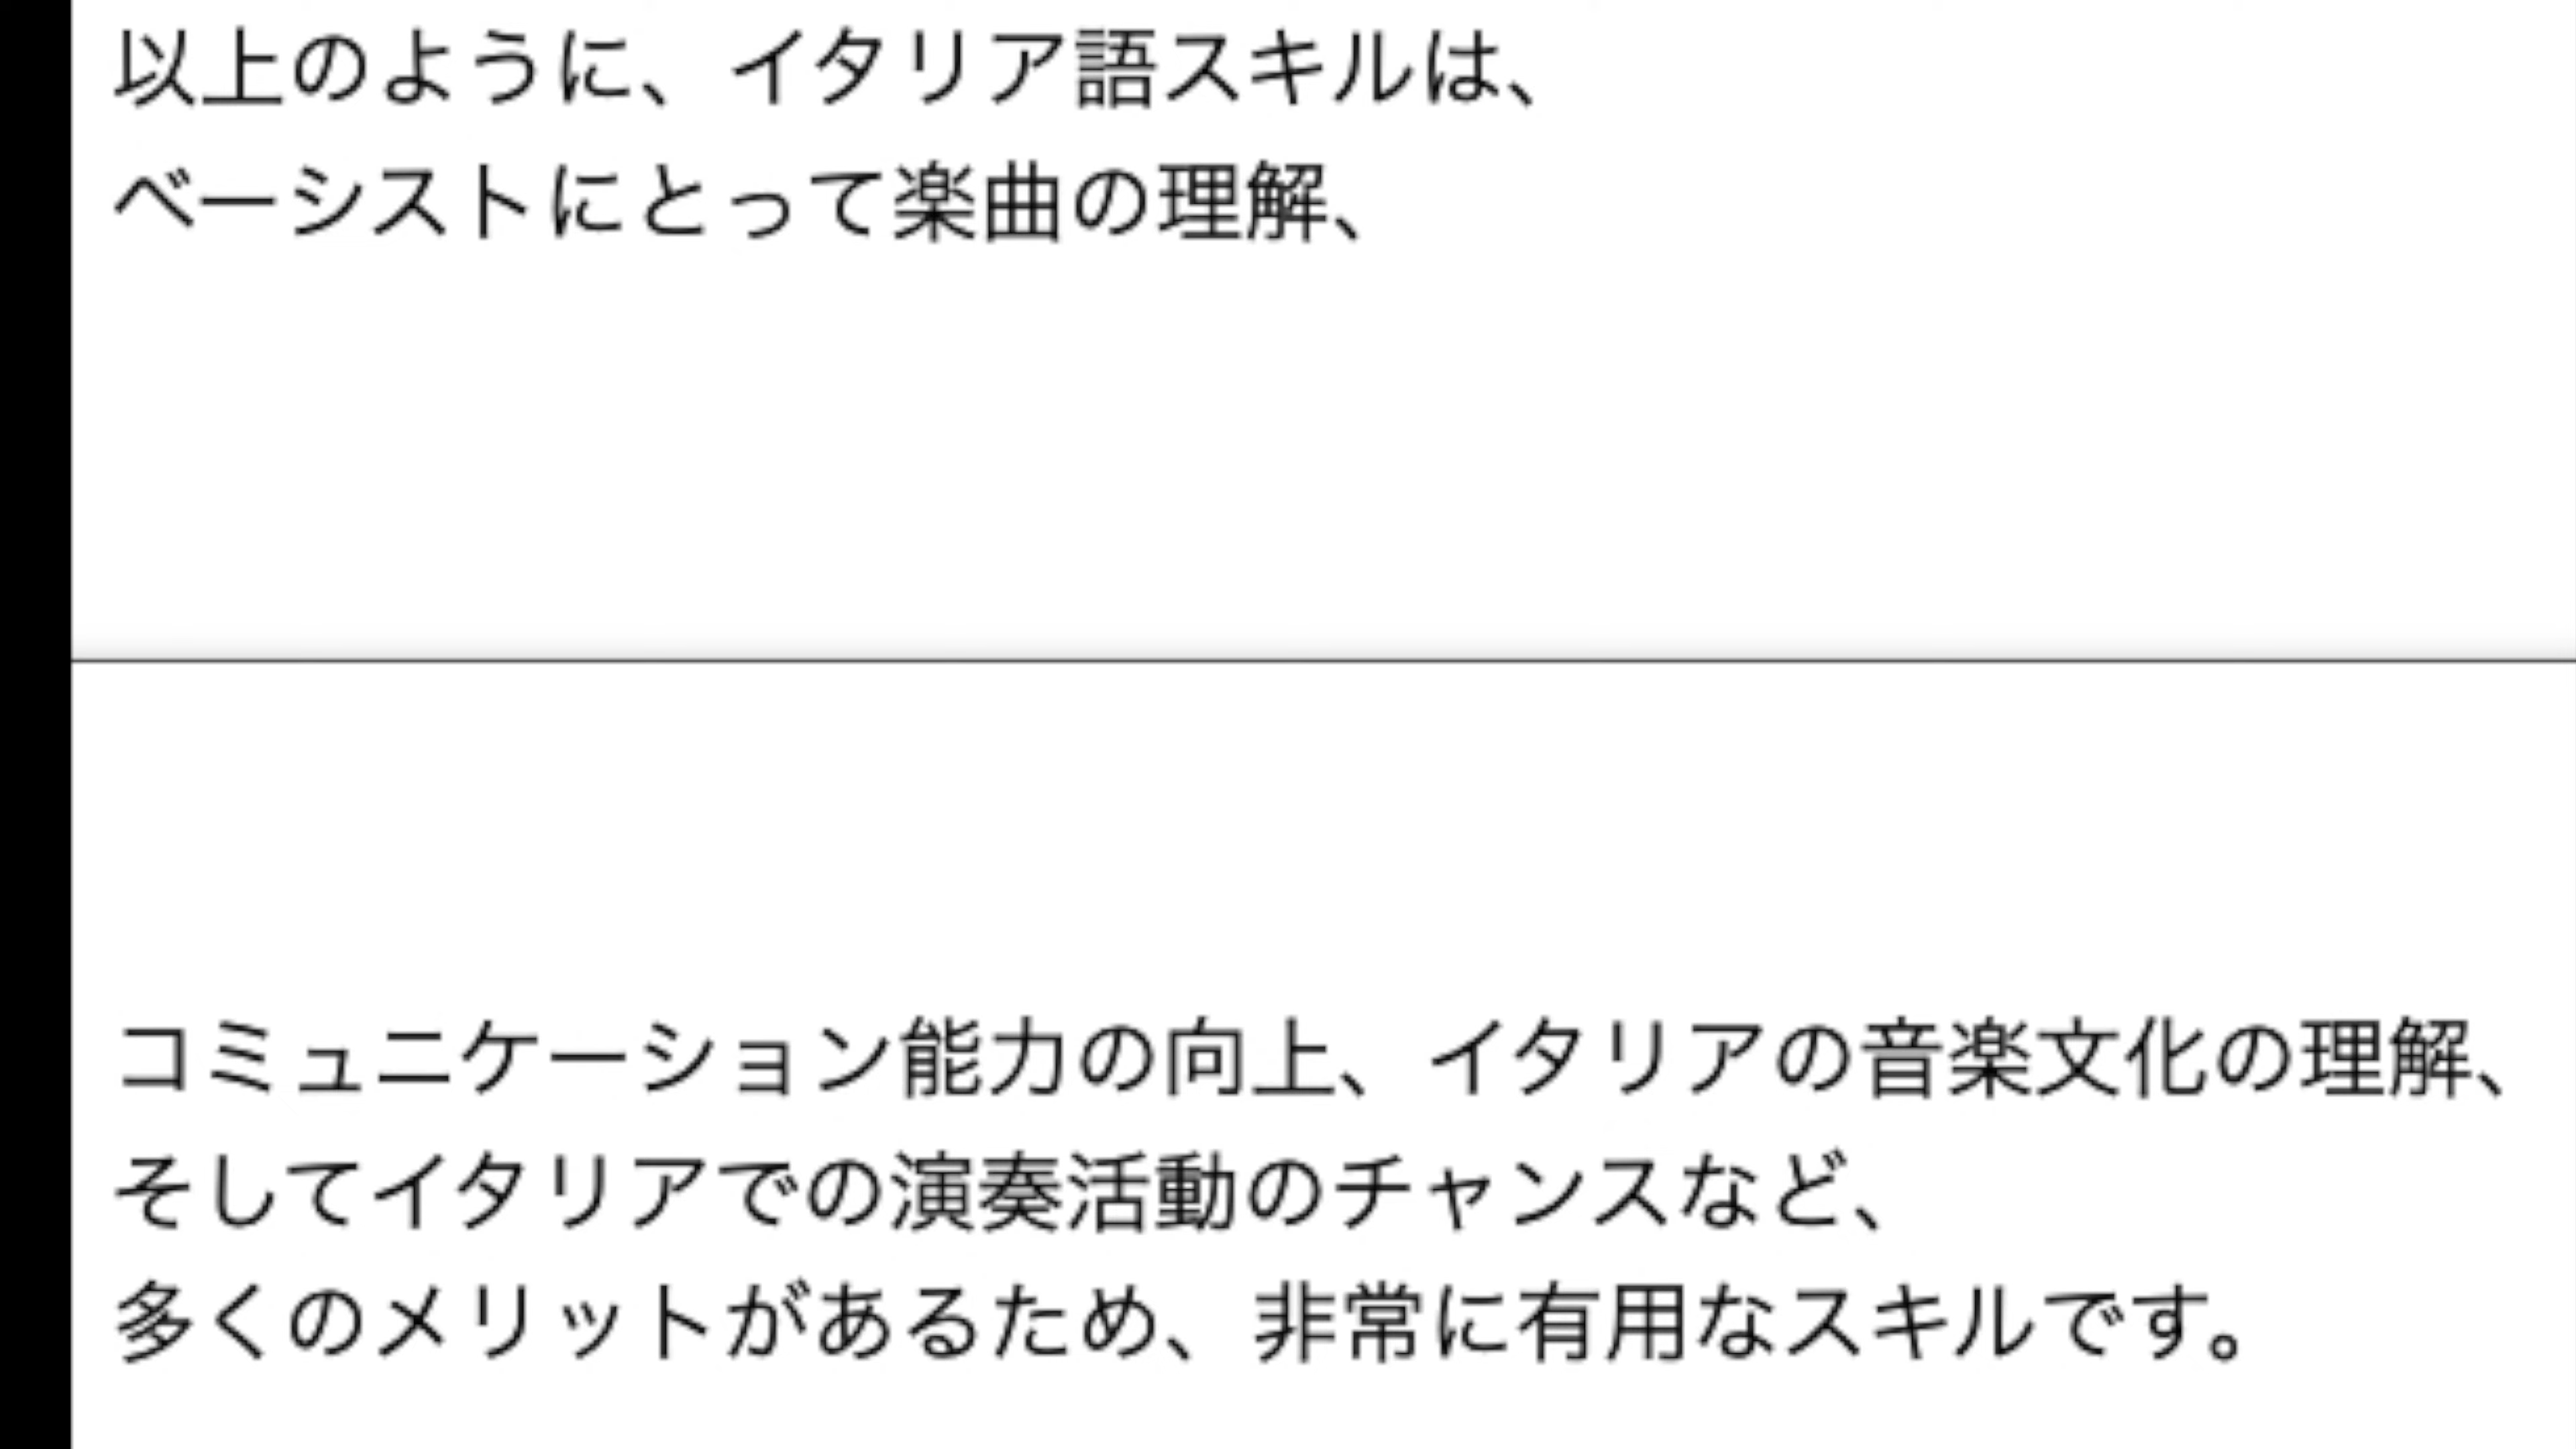 以上のように、イタリア語スキルは、
ベーシストにとって楽曲の理解、
コミュニケーション能力の向上、イタリアの音楽文化の理解、
そしてイタリアでの演奏活動のチャンスなど、
多くのメリットがあるため、非常に有用なスキルです。